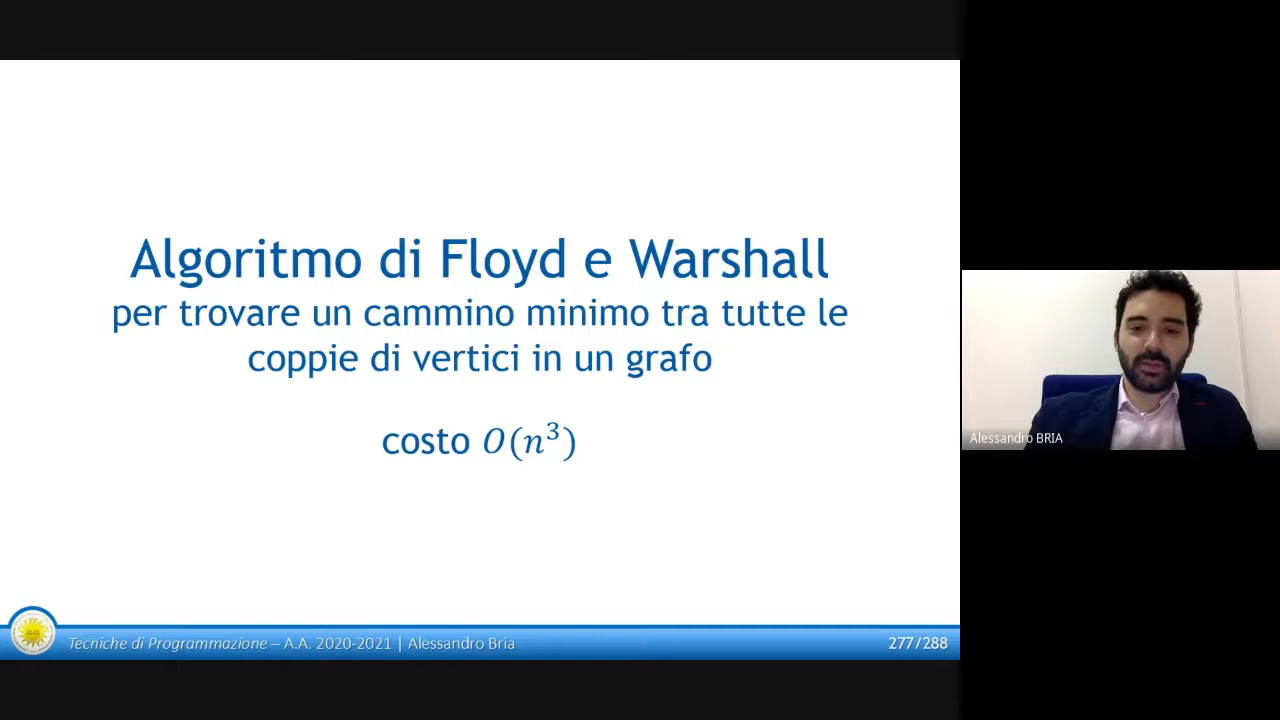 Algoritmo di Floyd e Warshall
per trovare un cammino minimo tra tutte le
coppie di vertici in un grafo
costo O(n³)
Alessandro BRIA
Tecniche di Programmazione – A.A. 2020-2021 | Alessandro Bria
277/288